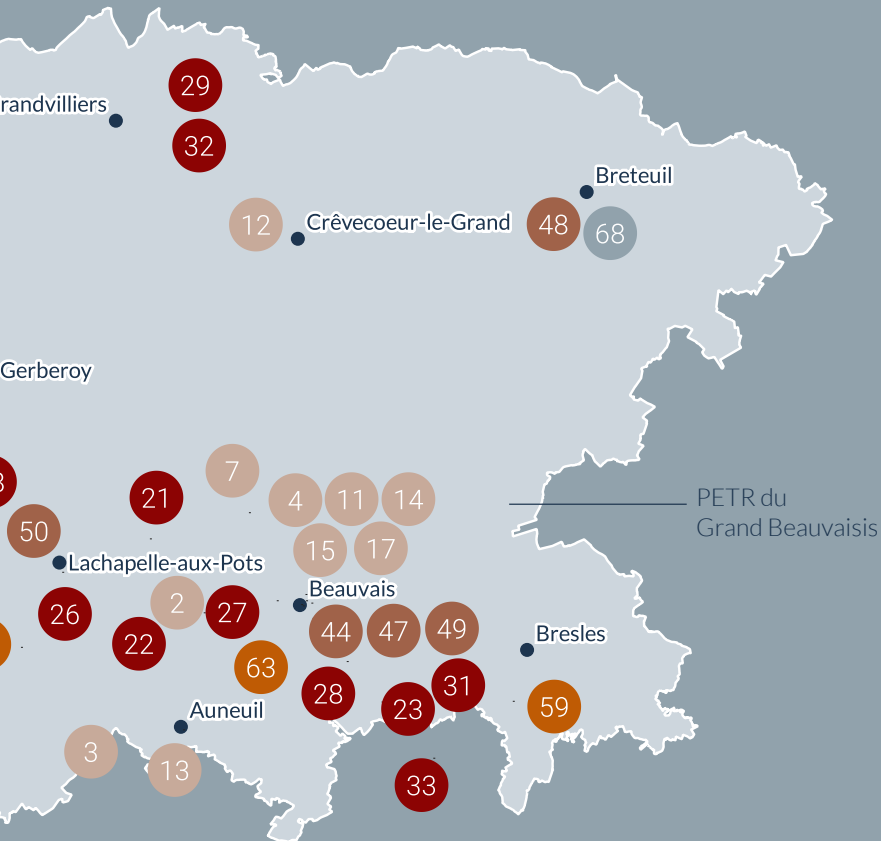 29
randvilliers
32
Breteuil
12
Crêvecoeur-le-Grand
48
68
Gerberoy
7
21
4
11
14
PETR du
Grand Beauvaisis
50
15
17
Lachapelle-aux-Pots
Beauvais
2
26
27
22
44
47
49
Bresles
63
28
31
23
59
Auneuil
3
13
33